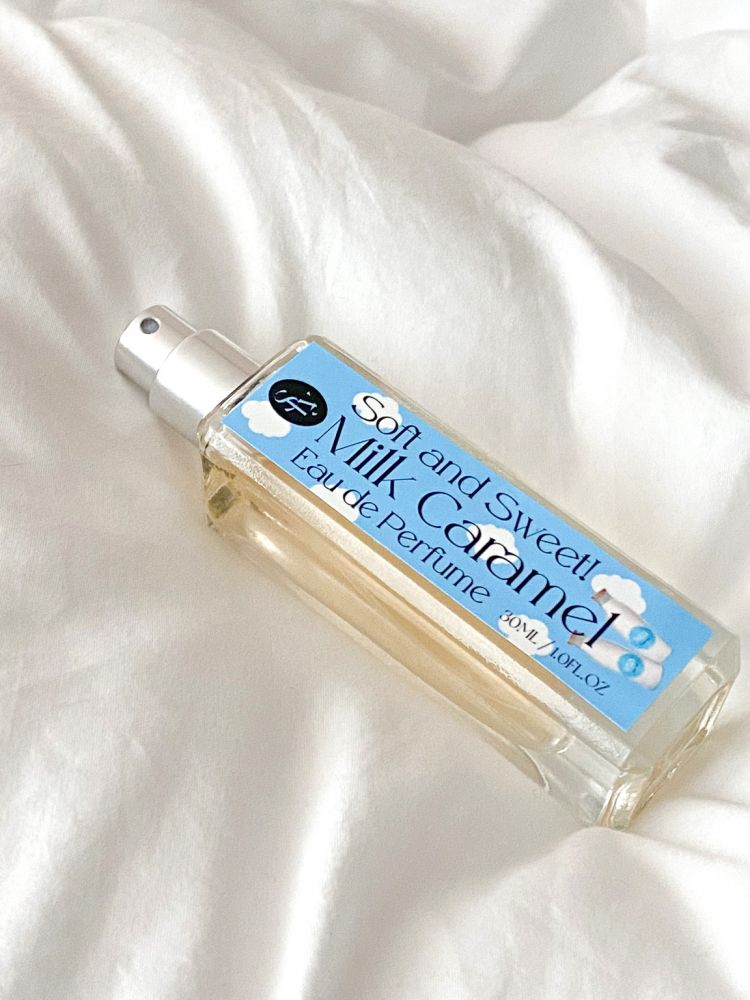 Soft and Sweet!
Milk Caramel
Eau de Perfume
30ML / 1.0FL.OZ